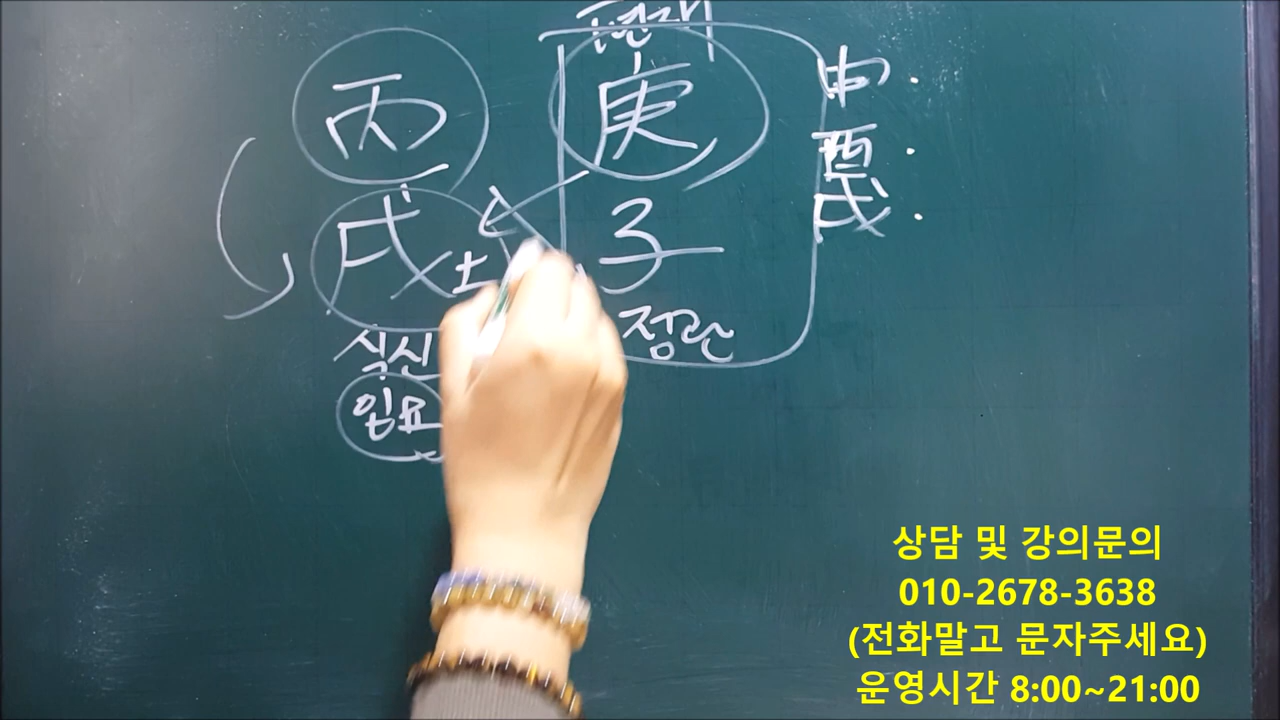 편재
丙 庚
戌土 子
식신 정관
입묘
申.
酉.
戌.
상담 및 강의문의
010-2678-3638
(전화말고 문자주세요)
운영시간 8:00~21:00